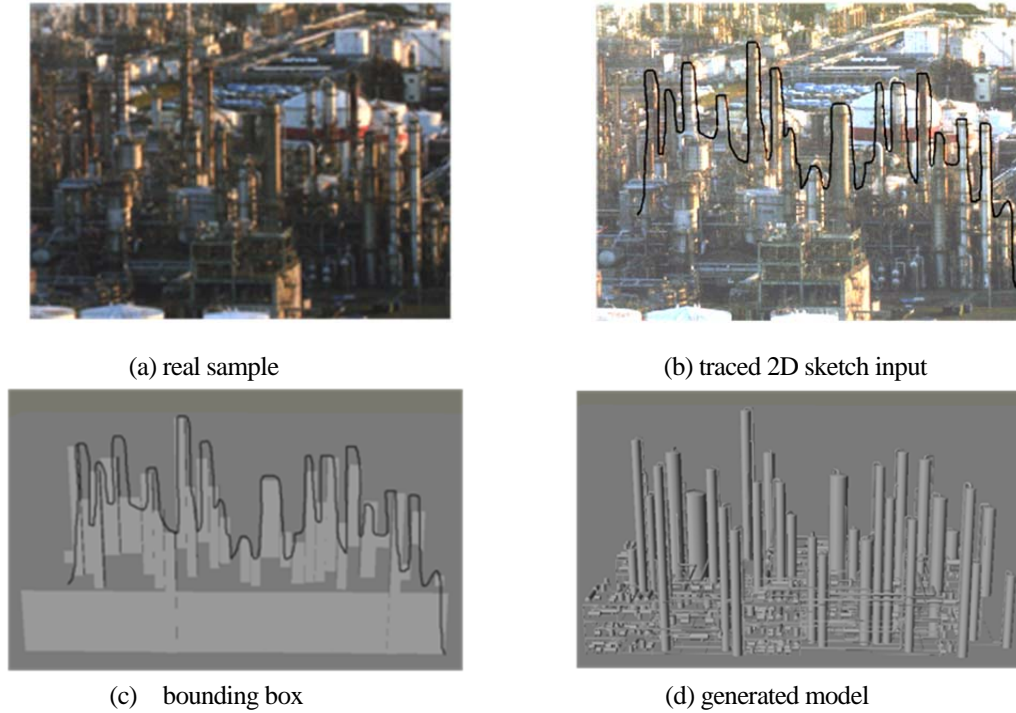 (a) real sample
(b) traced 2D sketch input
(c) bounding box
(d) generated model